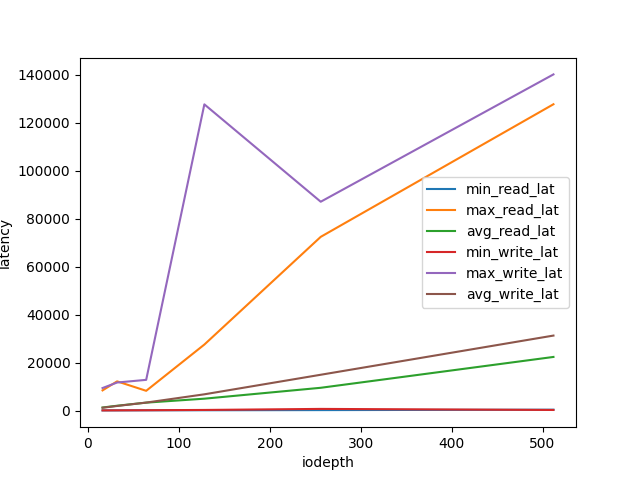 140000
120000
100000
80000
60000
40000
20000
0
latency
min_read_lat
max_read_lat
avg_read_lat
min_write_lat
max_write_lat
avg_write_lat
0 100 200 300 400 500
iodepth